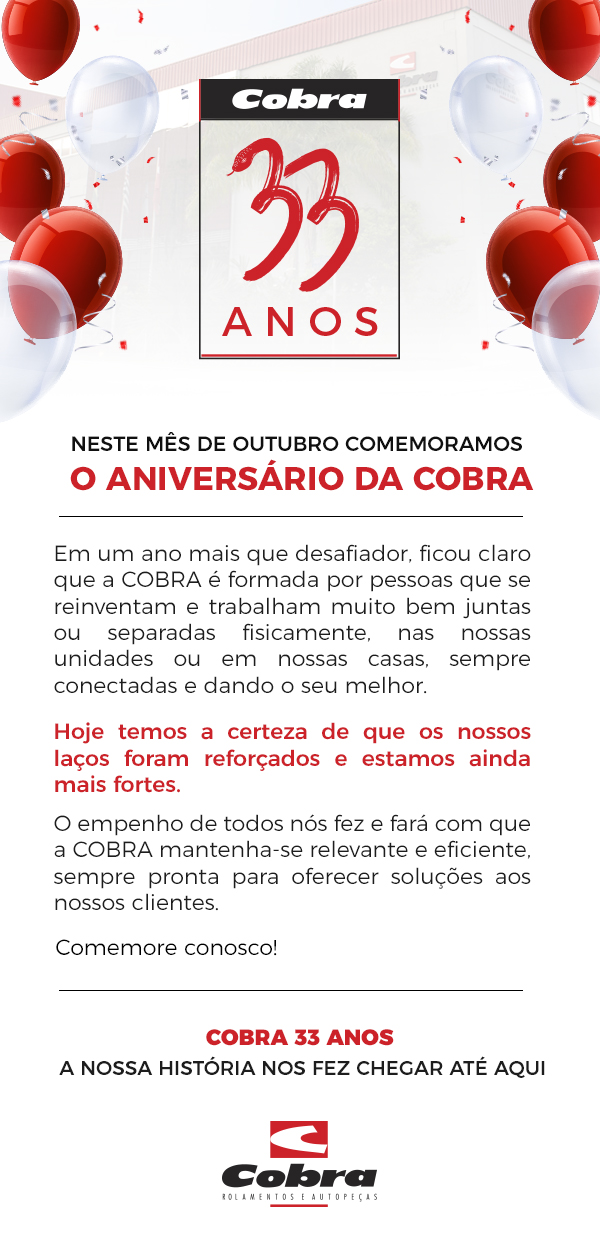 Cobra
Cobra
33
ANOS
NESTE MÊS DE OUTUBRO COMEMORAMOS
O ANIVERSÁRIO DA COBRA
Em um ano mais que desafiador, ficou claro
que a COBRA é formada por pessoas que se
reinventam e trabalham muito bem juntas
ou separadas fisicamente, nas nossas
unidades ou em nossas casas, sempre
conectadas e dando o seu melhor.
Hoje temos a certeza de que os nossos
laços foram reforçados e estamos ainda
mais fortes.
O empenho de todos nós fez e fará com que
a COBRA mantenha-se relevante e eficiente,
sempre pronta para oferecer soluções aos
nossos clientes.
Comemore conosco!
COBRA 33 ANOS
A NOSSA HISTÓRIA NOS FEZ CHEGAR ATÉ AQUI
Cobra
ROLAMENTOS E AUTOPEÇAS